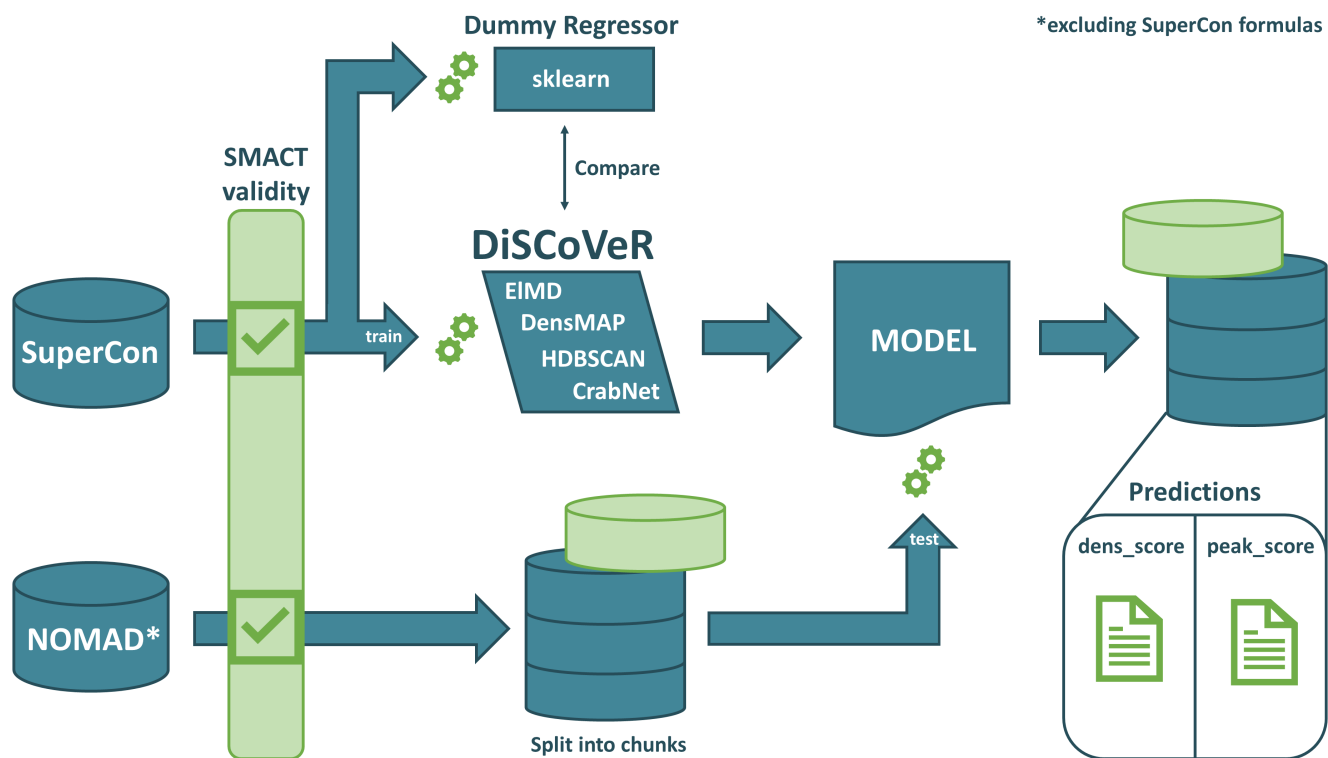 Dummy Regressor
*excluding SuperCon formulas
sklearn
SMACT
validity
Compare
DiSCoVeR
ElMD
DensMAP
HDBSCAN
CrabNet
SuperCon
train
MODEL
Predictions
dens_score
peak_score
test
NOMAD*
Split into chunks